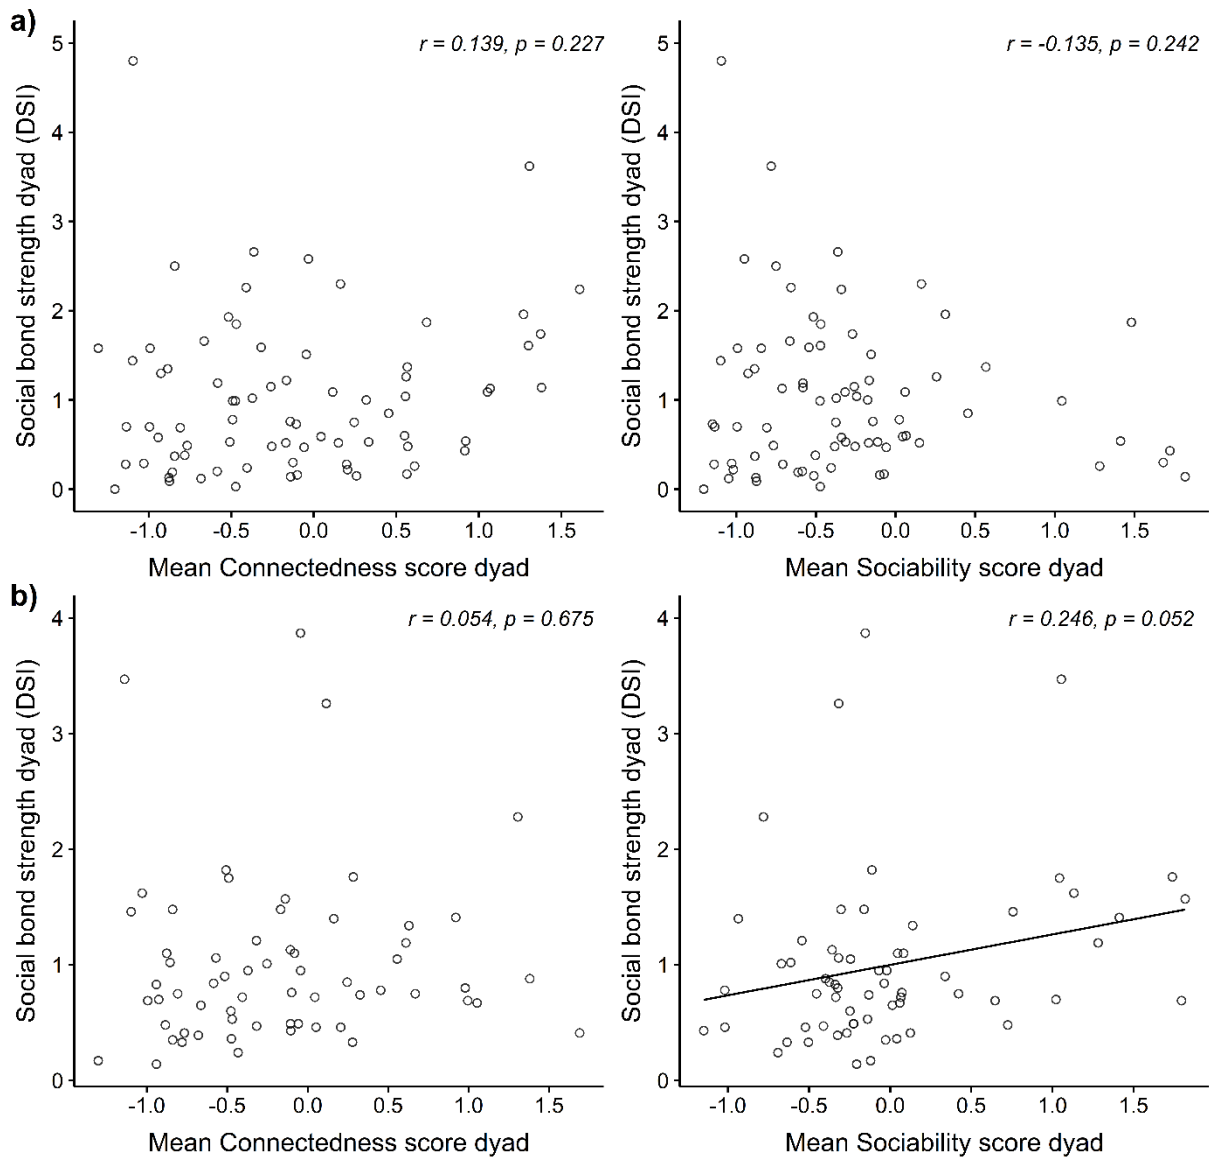 a)
r = 0.139, p = 0.227
Social bond strength dyad (DSI)
5
4
3
2
1
0
-1.0 -0.5 0.0 0.5 1.0 1.5
Mean Connectedness score dyad
r = -0.135, p = 0.242
Social bond strength dyad (DSI)
5
4
3
2
1
0
-1.0 -0.5 0.0 0.5 1.0 1.5
Mean Sociability score dyad
b)
r = 0.054, p = 0.675
Social bond strength dyad (DSI)
4
3
2
1
0
-1.0 -0.5 0.0 0.5 1.0 1.5
Mean Connectedness score dyad
r = 0.246, p = 0.052
Social bond strength dyad (DSI)
4
3
2
1
0
-1.0 -0.5 0.0 0.5 1.0 1.5
Mean Sociability score dyad